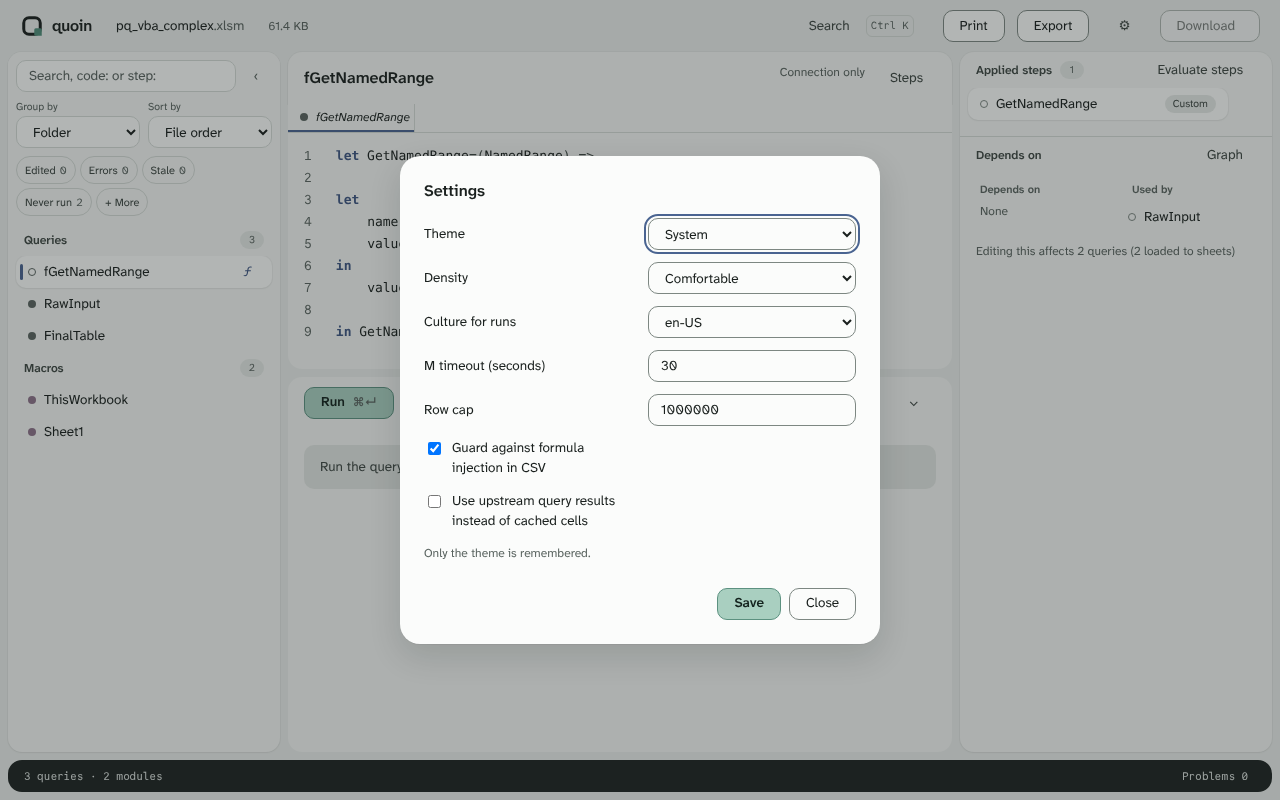 quoin
pq_vba_complex.xlsm
61.4 KB
Search
Ctrl K
Print
Export
Download
Search, code: or step:
Group by
Sort by
Folder
File order
Edited 0
Errors 0
Stale 0
Never run 2
+ More
Queries
3
fGetNamedRange
RawInput
FinalTable
Macros
2
ThisWorkbook
Sheet1
fGetNamedRange
Connection only
Steps
fGetNamedRange
1 let GetNamedRange=(NamedRange) =>
2
3 let
4 name
5 valu
6 in
7 valu
8
9 in GetNa
Run ⌘↵
Run the query
Settings
Theme
System
Density
Comfortable
Culture for runs
en-US
M timeout (seconds)
30
Row cap
1000000
Guard against formula
injection in CSV
Use upstream query results
instead of cached cells
Only the theme is remembered.
Save
Close
Applied steps
1
Evaluate steps
GetNamedRange
Custom
Depends on
Graph
Depends on
Used by
None
RawInput
Editing this affects 2 queries (2 loaded to sheets)
3 queries · 2 modules
Problems 0